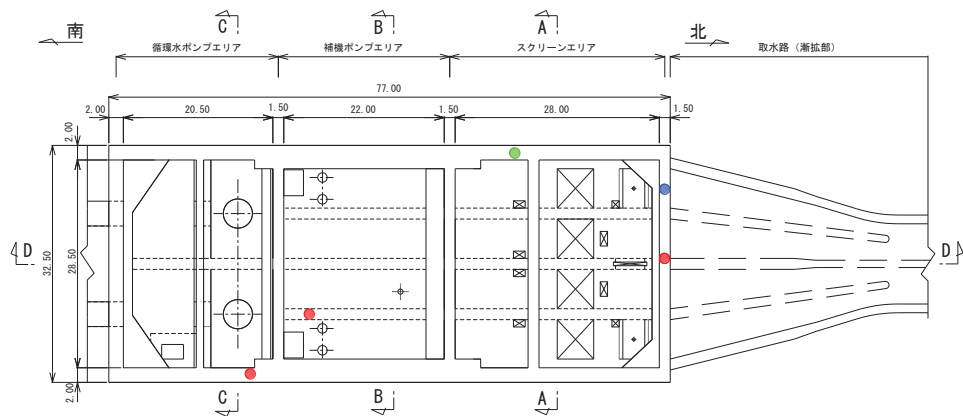 南
C
B
A
北
循環水ポンプエリア
補機ポンプエリア
スクリーンエリア
取水路（漸拡部）
77.00
2.00
20.50
1.50
22.00
1.50
28.00
1.50
2.00
D
32.50
28.50
D
2.00
C
B
A